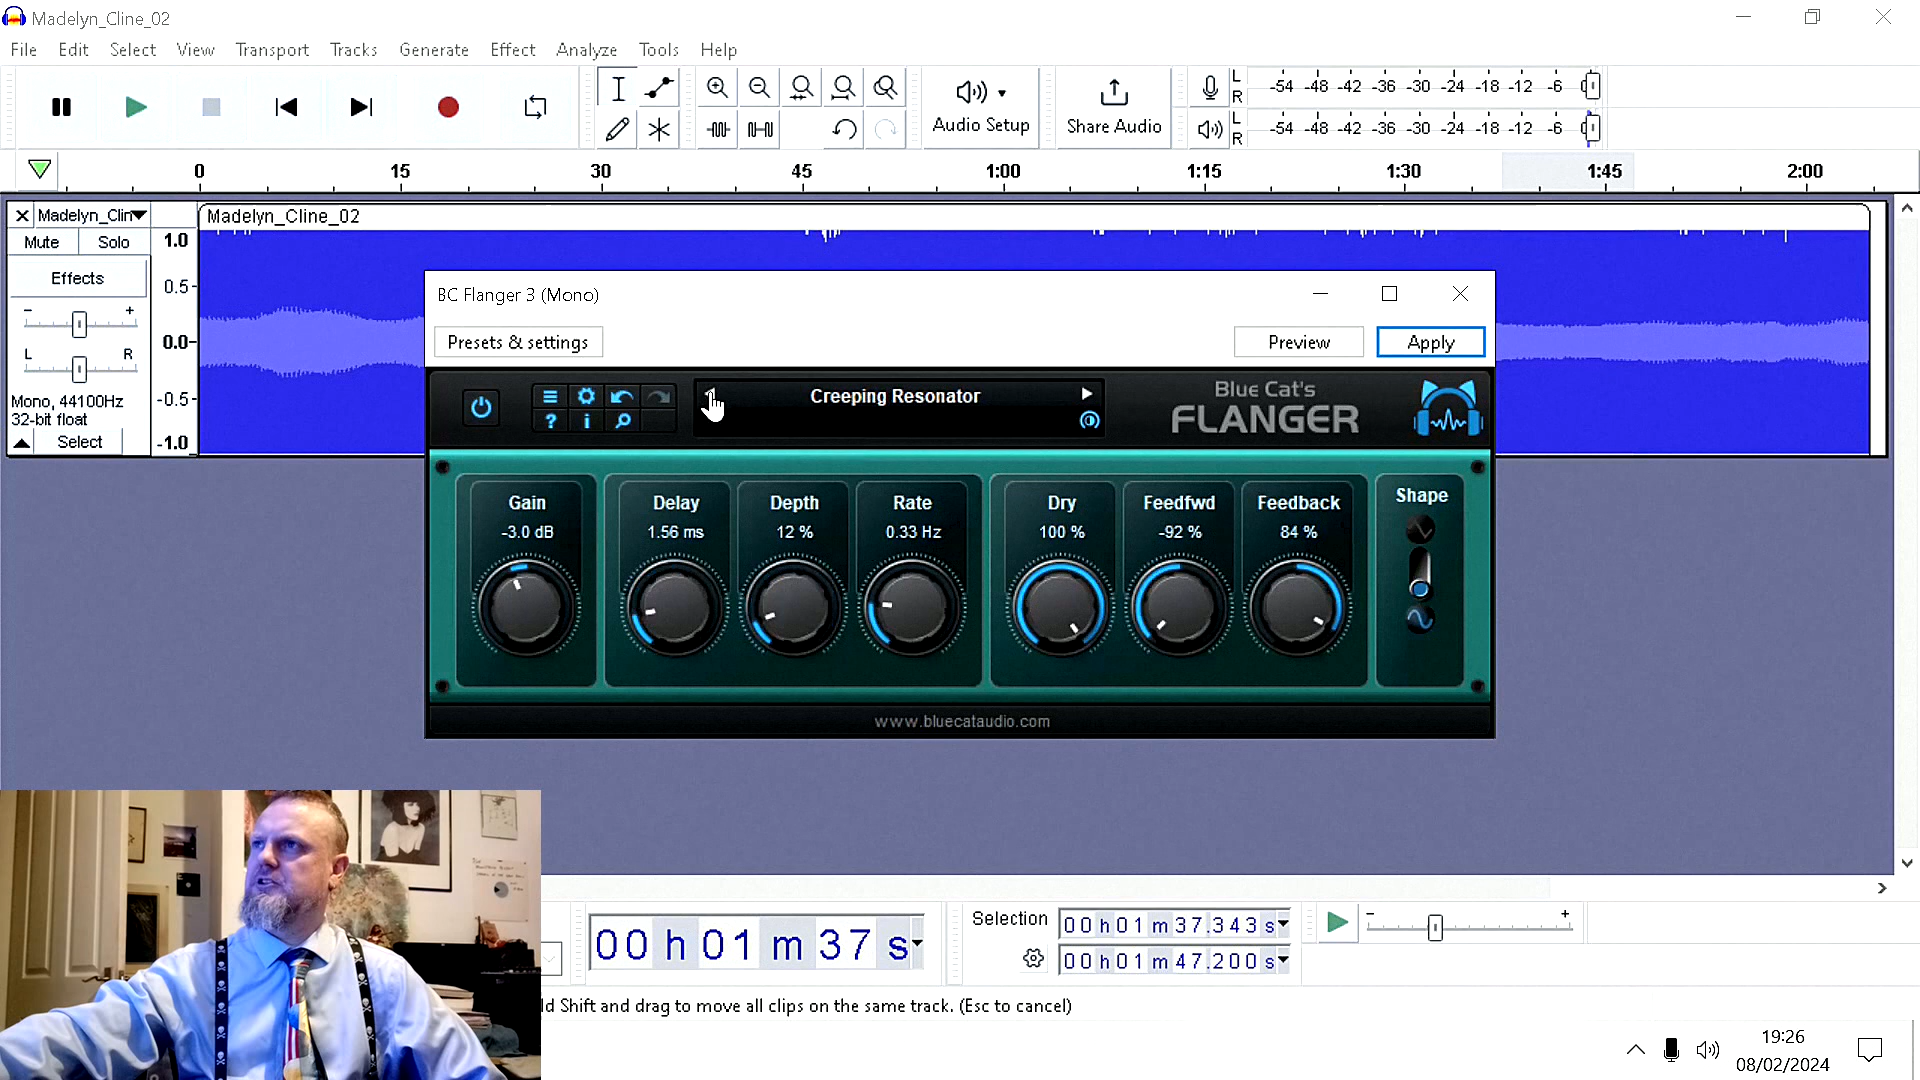 Madelyn_Cline_02
File Edit Select View Transport Tracks Generate Effect Analyze Tools Help
Audio Setup
Share Audio
L
R
-54 -48 -42 -36 -30 -24 -18 -12 -6
L
R
-54 -48 -42 -36 -30 -24 -18 -12 -6
0 15 30 45 1:00 1:15 1:30 1:45 2:00
Madelyn_Clin
Madelyn_Cline_02
Mute Solo
Effects
- +
L R
Mono, 44100Hz
32-bit float
Select
1.0
0.5-
0.0-
-0.5-
-1.0
BC Flanger 3 (Mono)
Presets & settings
Preview
Apply
Creeping Resonator
? i
Blue Cat's
FLANGER
Gain
-3.0 dB
Delay
1.56 ms
Depth
12 %
Rate
0.33 Hz
Dry
100 %
Feedfwd
-92 %
Feedback
84 %
Shape
www.bluecataudio.com
00 h 01 m 37 s
Selection
00 h 01 m 37.343 s
00 h 01 m 47.200 s
- +
ld Shift and drag to move all clips on the same track. (Esc to cancel)
19:26
08/02/2024